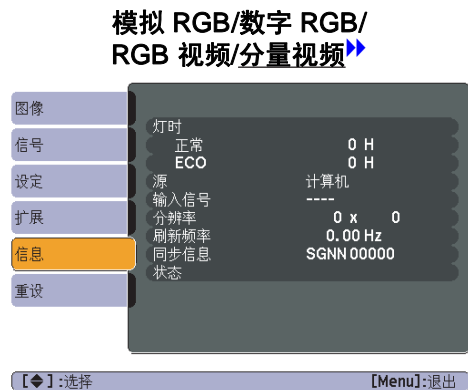 模拟 RGB/数字 RGB/
RGB 视频/分量视频
图像
信号
设定
扩展
信息
重设
灯时
正常 0 H
ECO 0 H
源 计算机
输入信号 ----
分辨率 0 x 0
刷新频率 0.00 Hz
同步信息 SGNN 00000
状态
[◆]:选择 [Menu]:退出